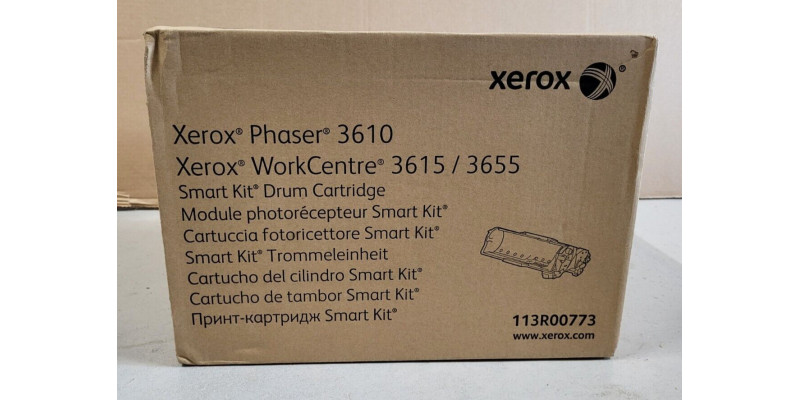 xerox
Xerox® Phaser® 3610
Xerox® WorkCentre® 3615 / 3655
Smart Kit® Drum Cartridge
Module photorécepteur Smart Kit®
Cartuccia fotoricettore Smart Kit®
Smart Kit® Trommeleinheit
Cartucho del cilindro Smart Kit®
Cartucho de tambor Smart Kit®
Принт-картридж Smart Kit®
113R00773
www.xerox.com